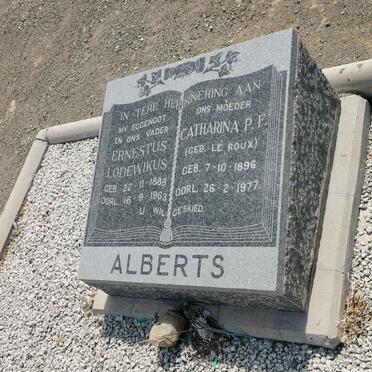 IN TERE HERINNERING AAN
MY EGGENOOT
EN ONS VADER
ERNESTUS
LODEWIKUS
GEB. 22-11-1888
OORL. 16-9-1963
ONS MOEDER
CATHARINA P. F.
(GEB. LE ROUX)
GEB. 7-10-1896
OORL. 26-2-1977
U WIL GESKIED.
ALBERTS